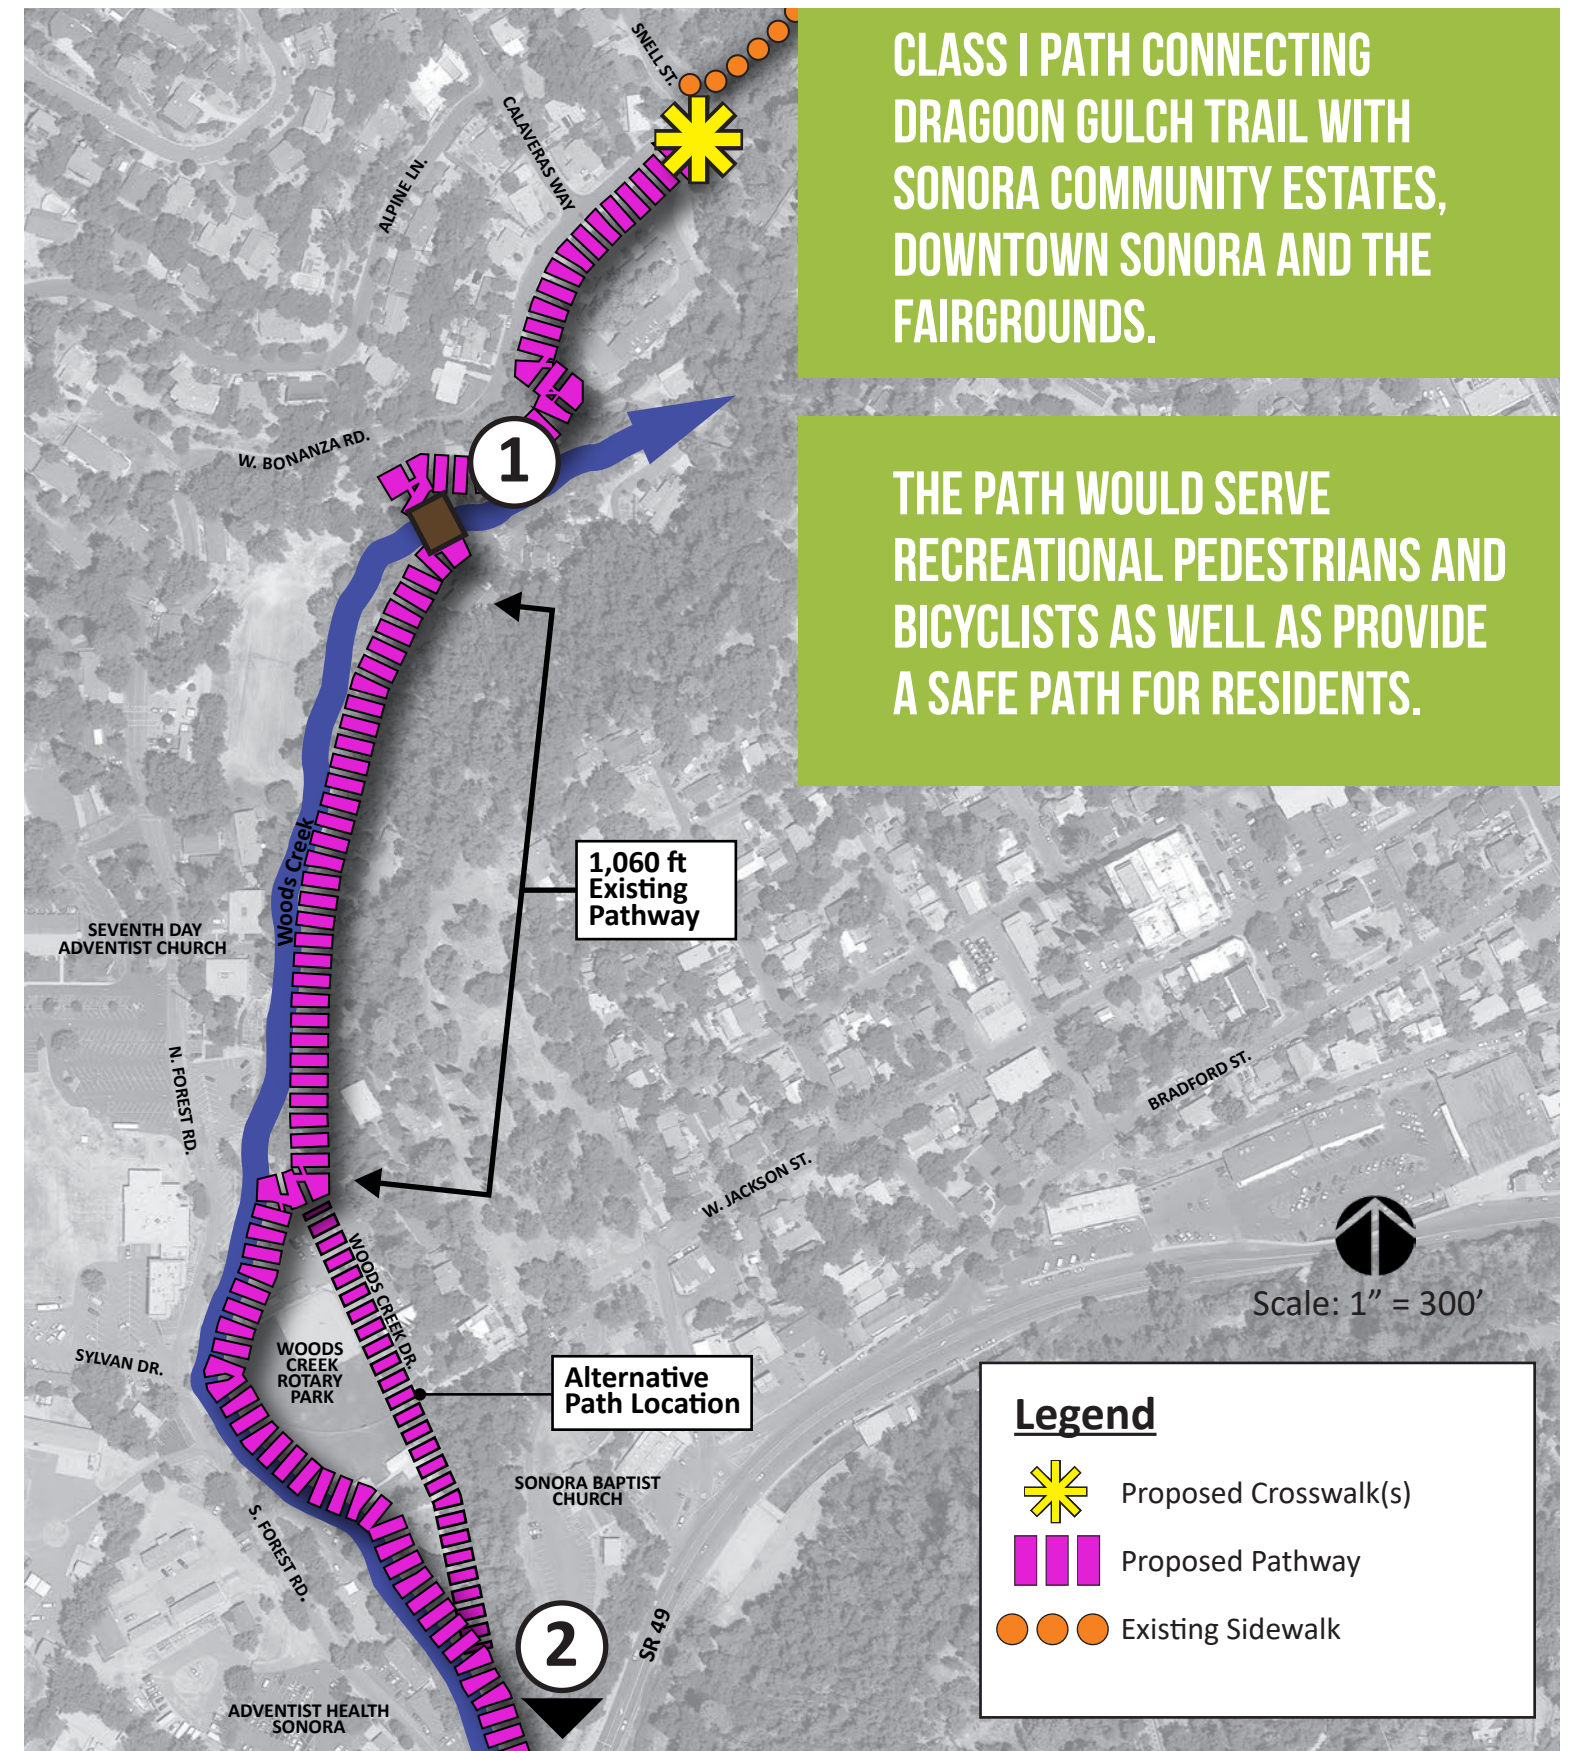 CLASS I PATH CONNECTING
DRAGOON GULCH TRAIL WITH
SONORA COMMUNITY ESTATES,
DOWNTOWN SONORA AND THE
FAIRGROUNDS.
THE PATH WOULD SERVE
RECREATIONAL PEDESTRIANS AND
BICYCLISTS AS WELL AS PROVIDE
A SAFE PATH FOR RESIDENTS.
SNELL ST.
CALAVERAS WAY
ALPINE LN.
W. BONANZA RD.
1
1,060 ft
Existing
Pathway
Woods Creek
SEVENTH DAY
ADVENTIST CHURCH
N. FOREST RD.
BRADFORD ST.
W. JACKSON ST.
WOODS CREEK DR.
Scale: 1" = 300'
WOODS
CREEK
ROTARY
PARK
SYLVAN DR.
Alternative
Path Location
SONORA BAPTIST
CHURCH
S. FOREST RD.
2
SR 49
ADVENTIST HEALTH
SONORA
Legend
Proposed Crosswalk(s)
Proposed Pathway
Existing Sidewalk